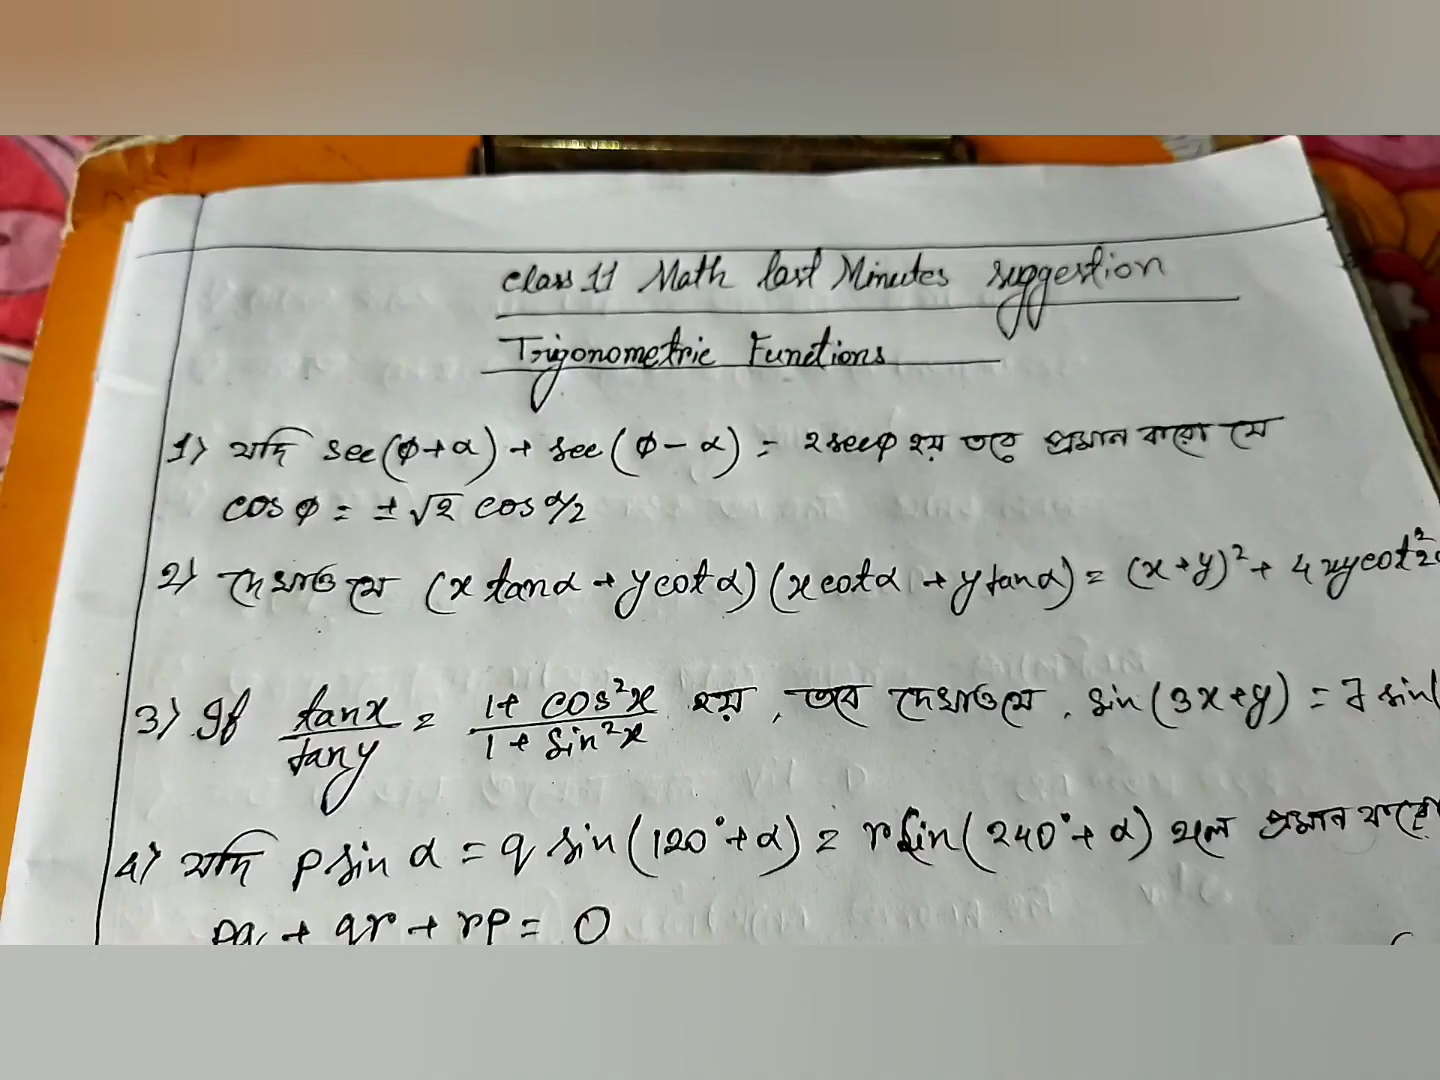 Class 11 Math last Minutes suggestion
Trigonometric Functions
1) যদি sec(φ+α) + sec(φ-α) = 2secφ হয় তবে প্রমান করো যে
cos φ = ±√2 cos α/2
2) দেখাও যে (x tanα + y cotα)(x cotα + y tanα) = (x+y)² + 4xycot²2
3) If tanx/tany = 1+cos²x/1+sin²x হয়, তবে দেখাও যে, sin(3x+y) = 7 sin(
4) যদি p sin α = q sin(120°+α) = r sin(240°+α) হলে প্রমান করো
pq + qr + rp = 0